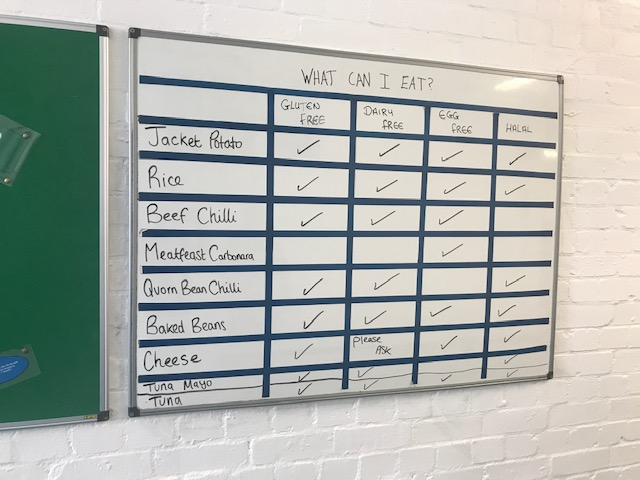 WHAT CAN I EAT?
GLUTEN
FREE
DAIRY
FREE
EGG
FREE
HALAL
Jacket Potato
Rice
Beef Chilli
Meatfeast Carbonara
Quorn Bean Chilli
Baked Beans
Cheese
please
ASK
Tuna Mayo
Tuna